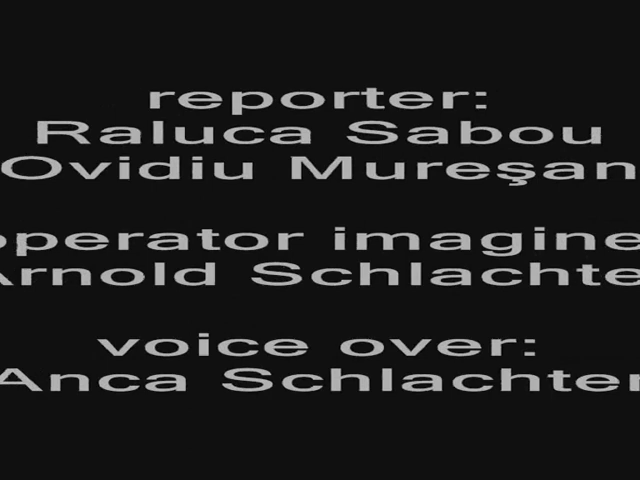 reporter:
Raluca Sabou
Ovidiu Mureşan
operator imagine
Arnold Schlachte
voice over:
Anca Schlachter